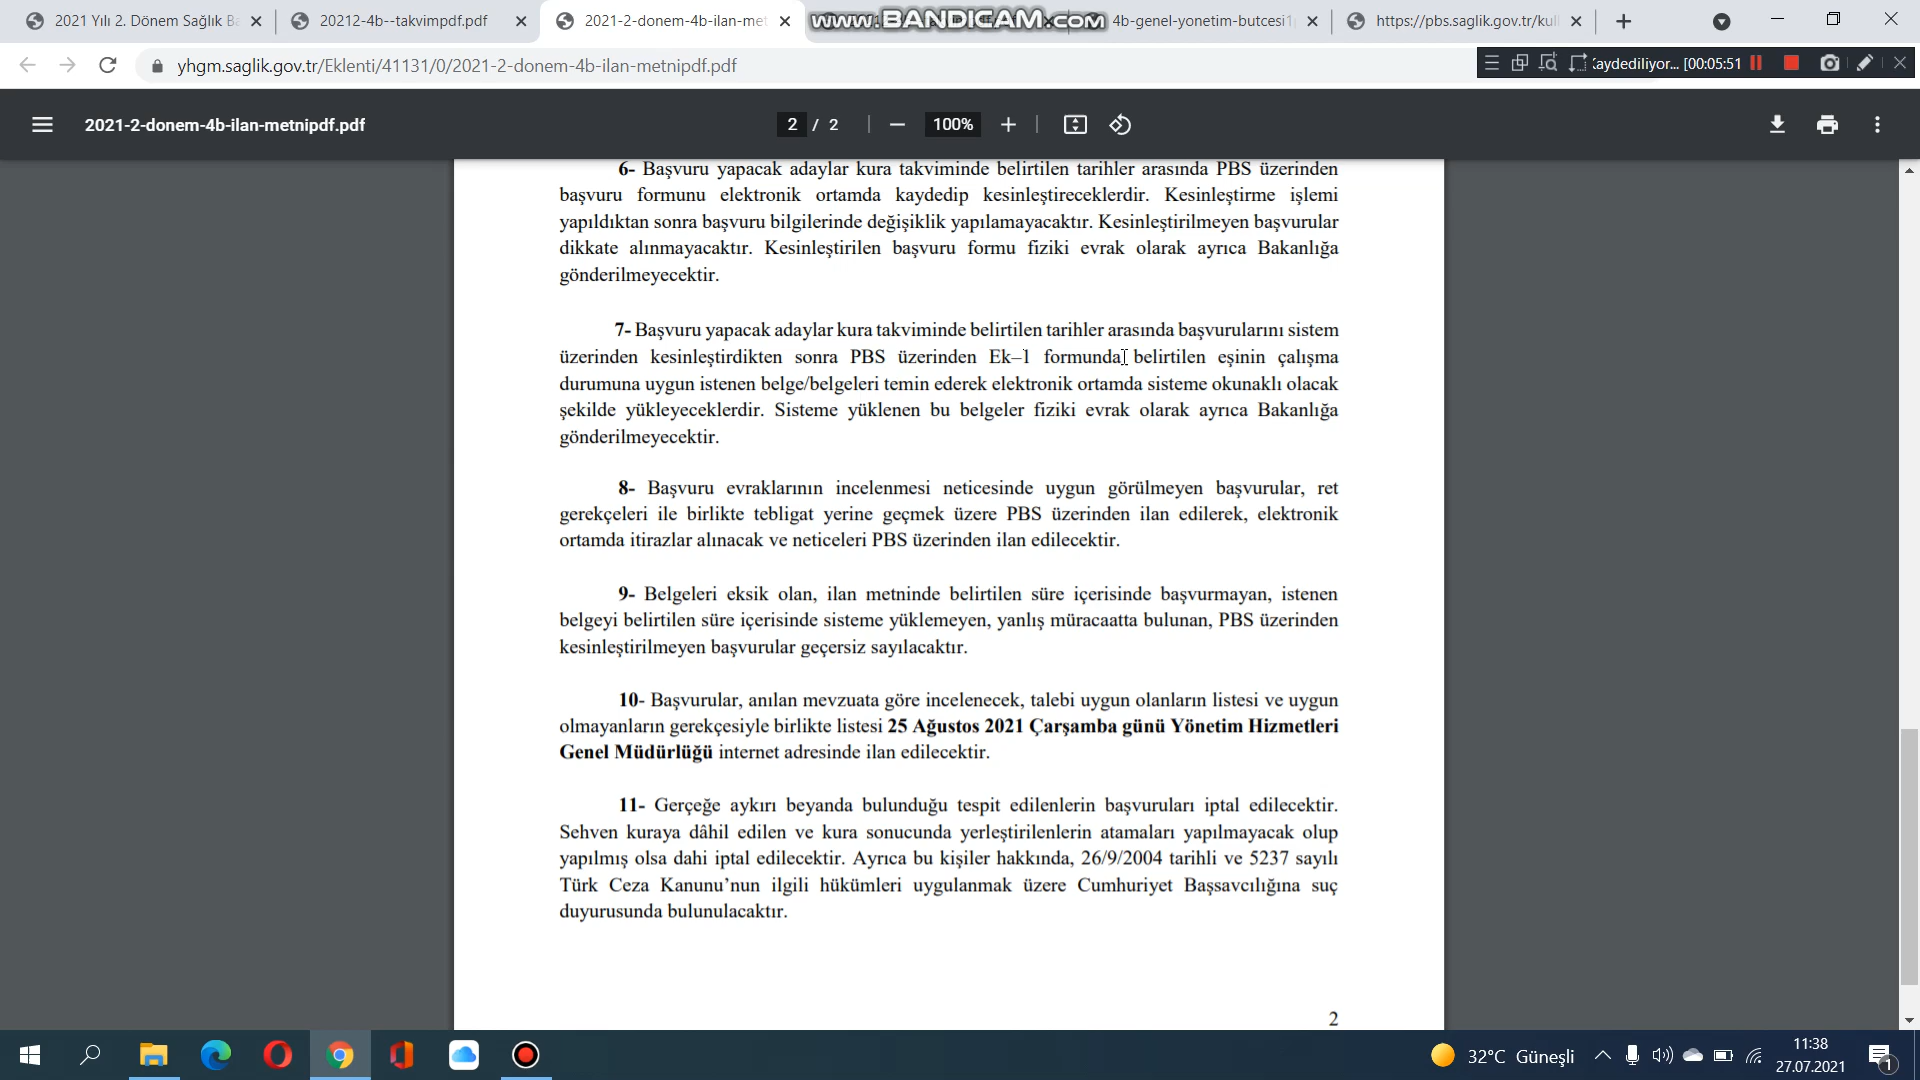 2021 Yılı 2. Dönem Sağlık Ba
20212-4b--takvimpdf.pdf
2021-2-donem-4b-ilan-met
www.BANDICAM.com
4b-genel-yonetim-butcesi1
https://pbs.saglik.gov.tr/kul
yhgm.saglik.gov.tr/Eklenti/41131/0/2021-2-donem-4b-ilan-metnipdf.pdf
aydediliyor... [00:05:51]
2021-2-donem-4b-ilan-metnipdf.pdf
2 / 2
100%
6- Başvuru yapacak adaylar kura takviminde belirtilen tarihler arasında PBS üzerinden
başvuru formunu elektronik ortamda kaydedip kesinleştireceklerdir. Kesinleştirme işlemi
yapıldıktan sonra başvuru bilgilerinde değişiklik yapılamayacaktır. Kesinleştirilmeyen başvurular
dikkate alınmayacaktır. Kesinleştirilen başvuru formu fiziki evrak olarak ayrıca Bakanlığa
gönderilmeyecektir.
7- Başvuru yapacak adaylar kura takviminde belirtilen tarihler arasında başvurularını sistem
üzerinden kesinleştirdikten sonra PBS üzerinden Ek–1 formunda belirtilen eşinin çalışma
durumuna uygun istenen belge/belgeleri temin ederek elektronik ortamda sisteme okunaklı olacak
şekilde yükleyeceklerdir. Sisteme yüklenen bu belgeler fiziki evrak olarak ayrıca Bakanlığa
gönderilmeyecektir.
8- Başvuru evraklarının incelenmesi neticesinde uygun görülmeyen başvurular, ret
gerekçeleri ile birlikte tebligat yerine geçmek üzere PBS üzerinden ilan edilerek, elektronik
ortamda itirazlar alınacak ve neticeleri PBS üzerinden ilan edilecektir.
9- Belgeleri eksik olan, ilan metninde belirtilen süre içerisinde başvurmayan, istenen
belgeyi belirtilen süre içerisinde sisteme yüklemeyen, yanlış müracaatta bulunan, PBS üzerinden
kesinleştirilmeyen başvurular geçersiz sayılacaktır.
10- Başvurular, anılan mevzuata göre incelenecek, talebi uygun olanların listesi ve uygun
olmayanların gerekçesiyle birlikte listesi 25 Ağustos 2021 Çarşamba günü Yönetim Hizmetleri
Genel Müdürlüğü internet adresinde ilan edilecektir.
11- Gerçeğe aykırı beyanda bulunduğu tespit edilenlerin başvuruları iptal edilecektir.
Sehven kuraya dâhil edilen ve kura sonucunda yerleştirilenlerin atamaları yapılmayacak olup
yapılmış olsa dahi iptal edilecektir. Ayrıca bu kişiler hakkında, 26/9/2004 tarihli ve 5237 sayılı
Türk Ceza Kanunu’nun ilgili hükümleri uygulanmak üzere Cumhuriyet Başsavcılığına suç
duyurusunda bulunulacaktır.
2
32°C Güneşli
11:38
27.07.2021
1